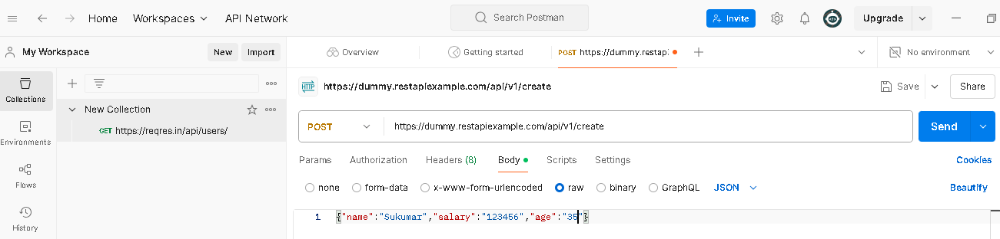 Home Workspaces API Network Search Postman Invite Upgrade
My Workspace New Import Overview Getting started POST https://dummy.restapi No environment
HTTP https://dummy.restapiexample.com/api/v1/create Save Share
Collections
New Collection
GET https://reqres.in/api/users/
Environments
Flows
History
POST https://dummy.restapiexample.com/api/v1/create Send
Params Authorization Headers (8) Body Scripts Settings Cookies
none form-data x-www-form-urlencoded raw binary GraphQL JSON Beautify
1 {"name":"Sukumar","salary":"123456","age":"35"}